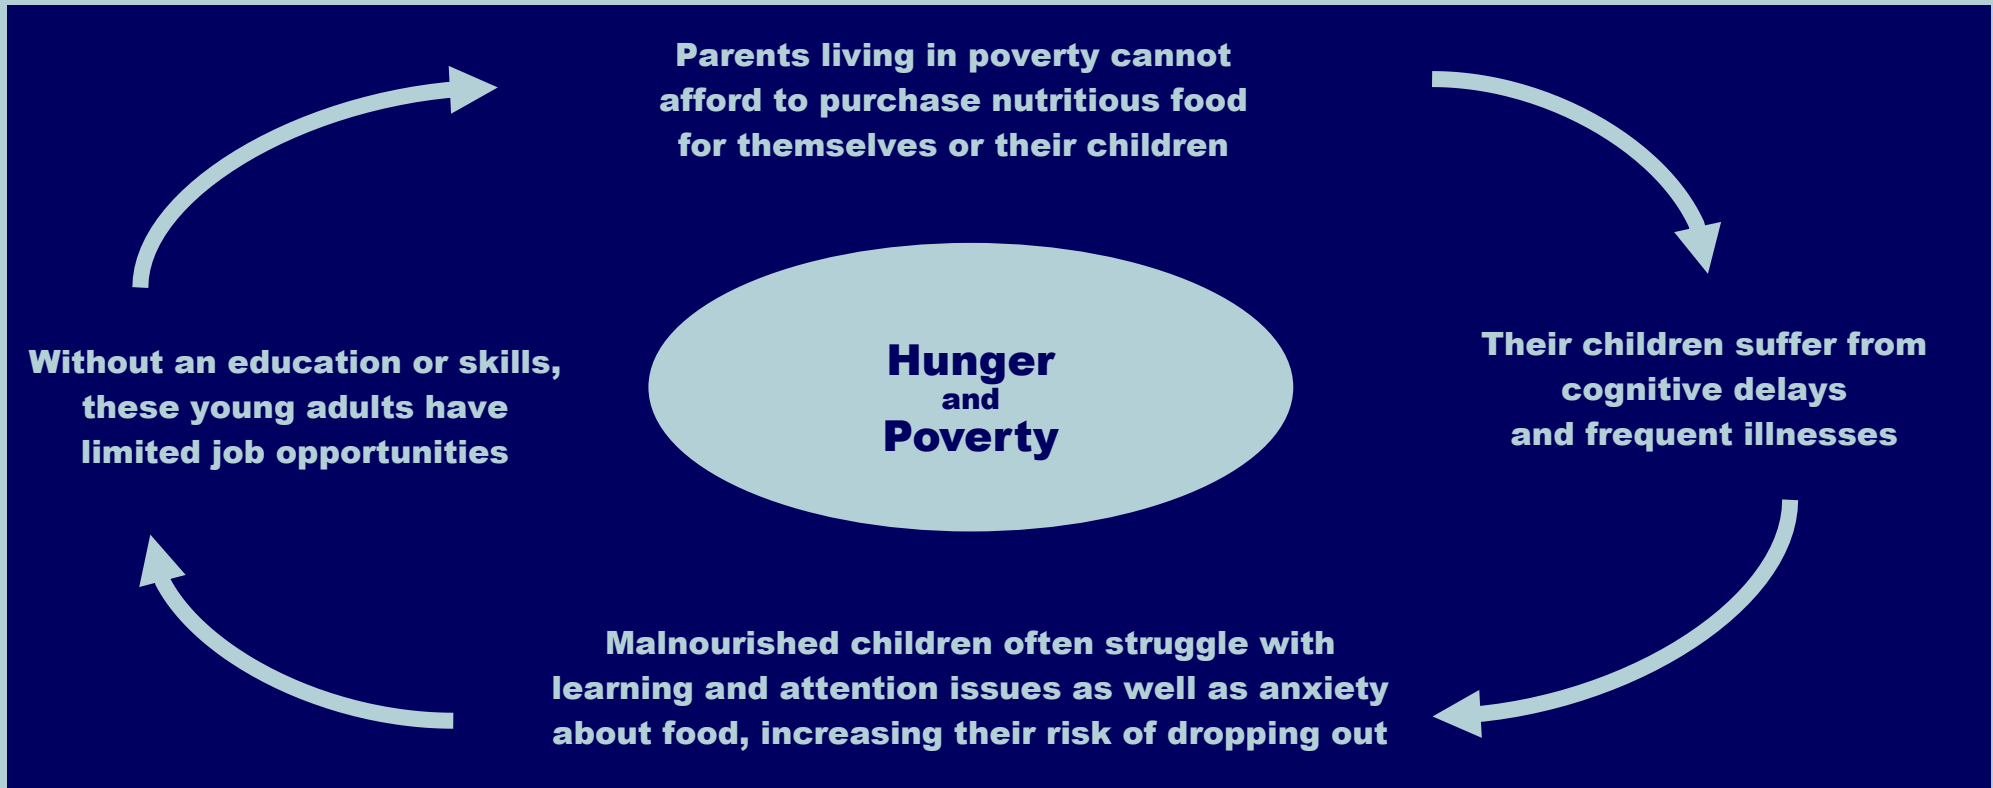 Parents living in poverty cannot
afford to purchase nutritious food
for themselves or their children
Their children suffer from
cognitive delays
and frequent illnesses
Malnourished children often struggle with
learning and attention issues as well as anxiety
about food, increasing their risk of dropping out
Without an education or skills,
these young adults have
limited job opportunities
Hunger
and
Poverty